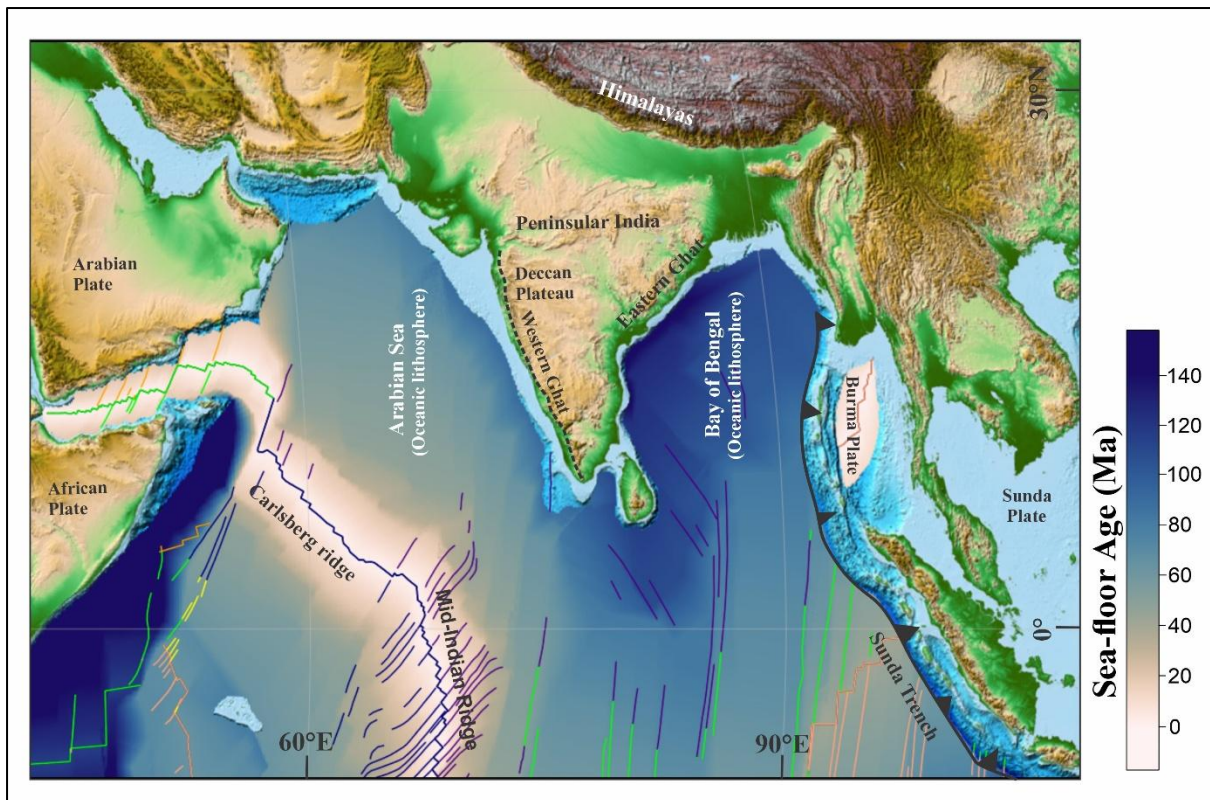 Himalayas
30°N
Peninsular India
Arabian
Plate
Deccan
Plateau
Eastern Ghat
Western Ghat
Arabian Sea
(Oceanic lithosphere)
Bay of Bengal
(Oceanic lithosphere)
Burma Plate
African
Plate
Sunda
Plate
Carlsberg ridge
Mid-Indian Ridge
Sunda Trench
0°
60°E
90°E
Sea-floor Age (Ma)
140
120
100
80
60
40
20
0